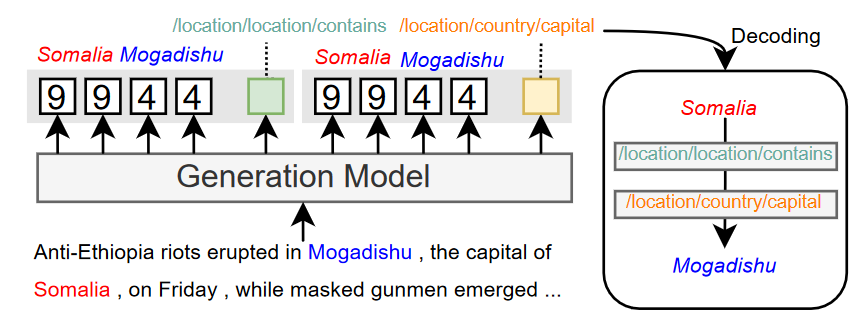 /location/location/contains /location/country/capital
Decoding
Somalia Mogadishu Somalia Mogadishu
9 9 4 4 9 9 4 4
Generation Model
Anti-Ethiopia riots erupted in Mogadishu , the capital of
Somalia , on Friday , while masked gunmen emerged ...
Somalia
/location/location/contains
/location/country/capital
Mogadishu